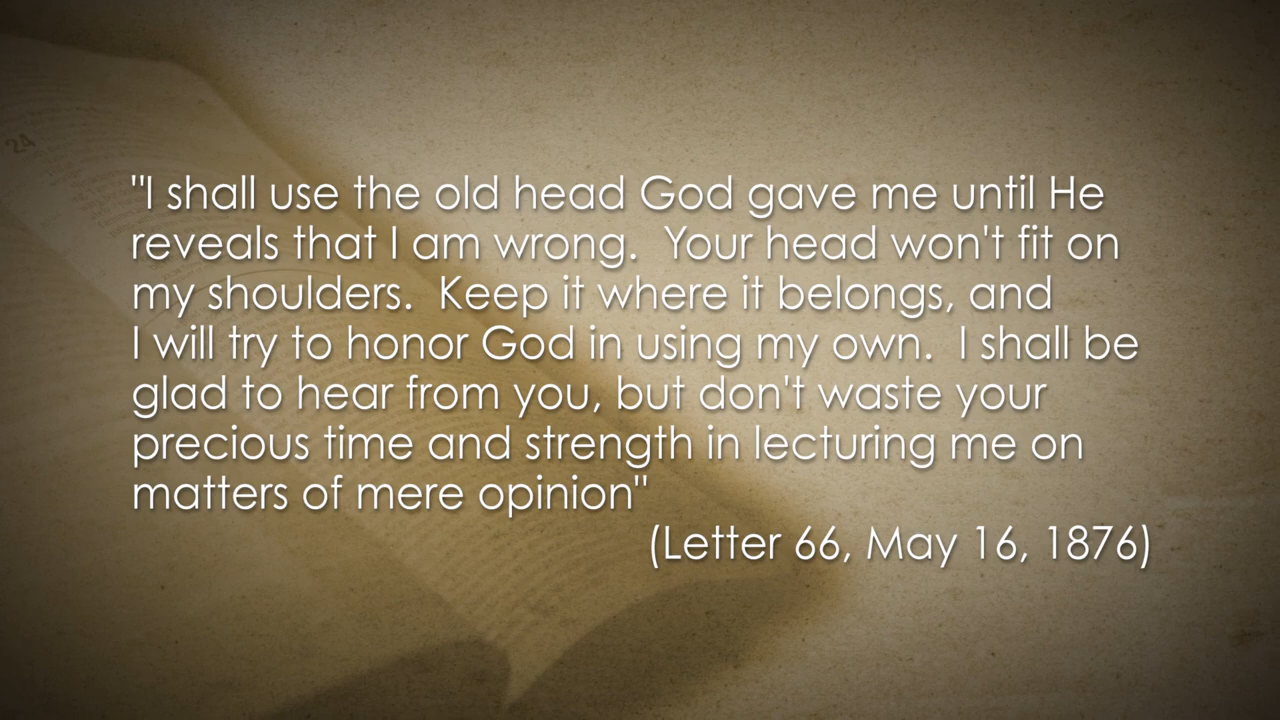 24
"I shall use the old head God gave me until He
reveals that I am wrong.  Your head won't fit on
my shoulders.  Keep it where it belongs, and
I will try to honor God in using my own.  I shall be
glad to hear from you, but don't waste your
precious time and strength in lecturing me on
matters of mere opinion"
(Letter 66, May 16, 1876)